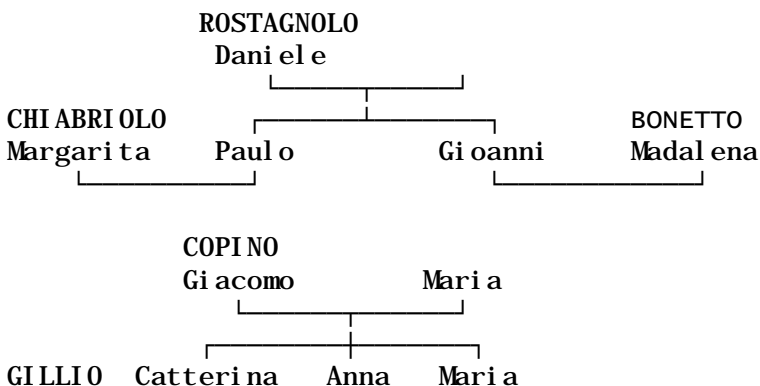 ROSTAGNOLO
Daniele
CHIABRIOLO BONETTO
Margarita Paulo Gioanni Madalena
COPINO
Giacomo Maria
GILLIO Catterina Anna Maria